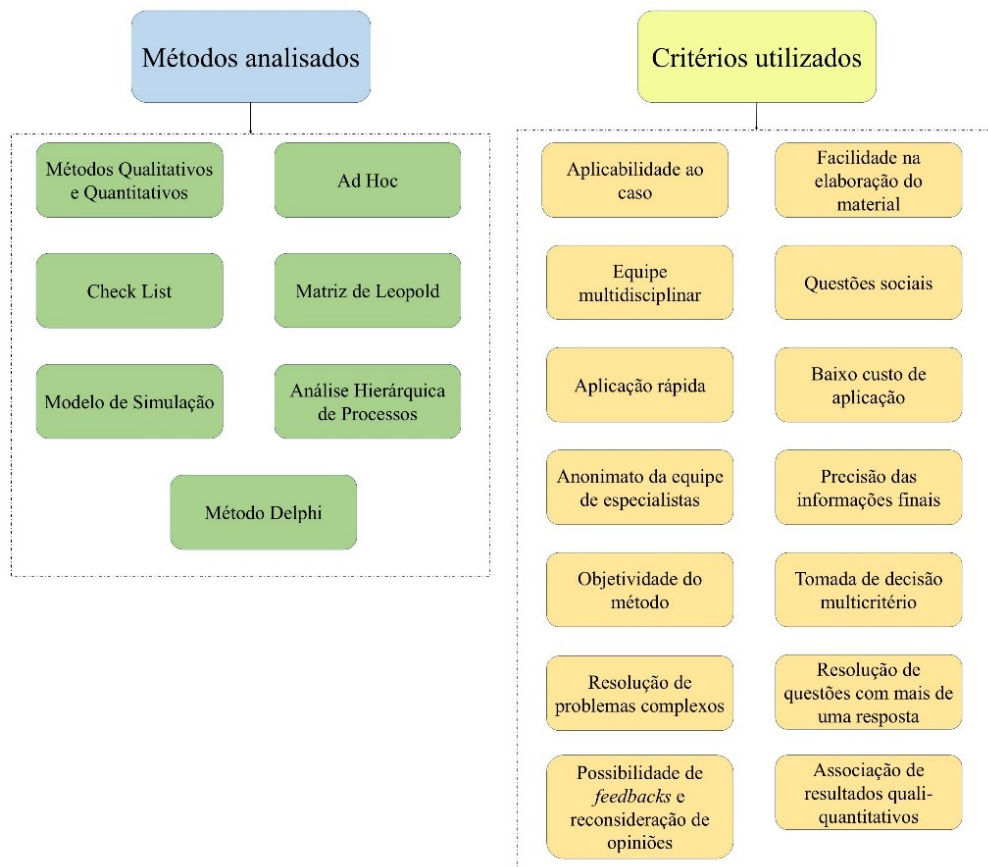 Métodos analisados
Métodos Qualitativos
e Quantitativos
Ad Hoc
Check List
Matriz de Leopold
Modelo de Simulação
Análise Hierárquica
de Processos
Método Delphi
Critérios utilizados
Aplicabilidade ao
caso
Facilidade na
elaboração do
material
Equipe
multidisciplinar
Questões sociais
Aplicação rápida
Baixo custo de
aplicação
Anonimato da equipe
de especialistas
Precisão das
informações finais
Objetividade do
método
Tomada de decisão
multicritério
Resolução de
problemas complexos
Resolução de
questões com mais de
uma resposta
Possibilidade de
feedbacks e
reconsideração de
opiniões
Associação de
resultados quali-
quantitativos